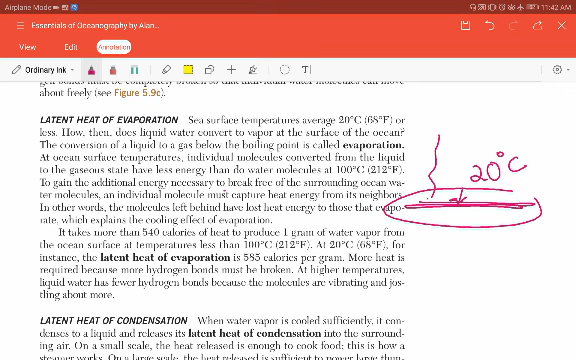 Airplane Mode
11:42 AM
Essentials of Oceanography by Alan...
View
Edit
Annotation
Ordinary Ink
about freely (see Figure 5.9c).
LATENT HEAT OF EVAPORATION Sea surface temperatures average 20°C (68°F) or
less. How, then, does liquid water convert to vapor at the surface of the ocean?
The conversion of a liquid to a gas below the boiling point is called evaporation.
At ocean surface temperatures, individual molecules converted from the liquid
to the gaseous state have less energy than do water molecules at 100°C (212°F).
To gain the additional energy necessary to break free of the surrounding ocean wa-
ter molecules, an individual molecule must capture heat energy from its neighbors.
In other words, the molecules left behind have lost heat energy to those that evapo-
rate, which explains the cooling effect of evaporation.
20°C
It takes more than 540 calories of heat to produce 1 gram of water vapor from
the ocean surface at temperatures less than 100°C (212°F). At 20°C (68°F), for
instance, the latent heat of evaporation is 585 calories per gram. More heat is
required because more hydrogen bonds must be broken. At higher temperatures,
liquid water has fewer hydrogen bonds because the molecules are vibrating and jos-
tling about more.
LATENT HEAT OF CONDENSATION When water vapor is cooled sufficiently, it con-
denses to a liquid and releases its latent heat of condensation into the surround-
ing air. On a small scale, the heat released is enough to cook food; this is how a